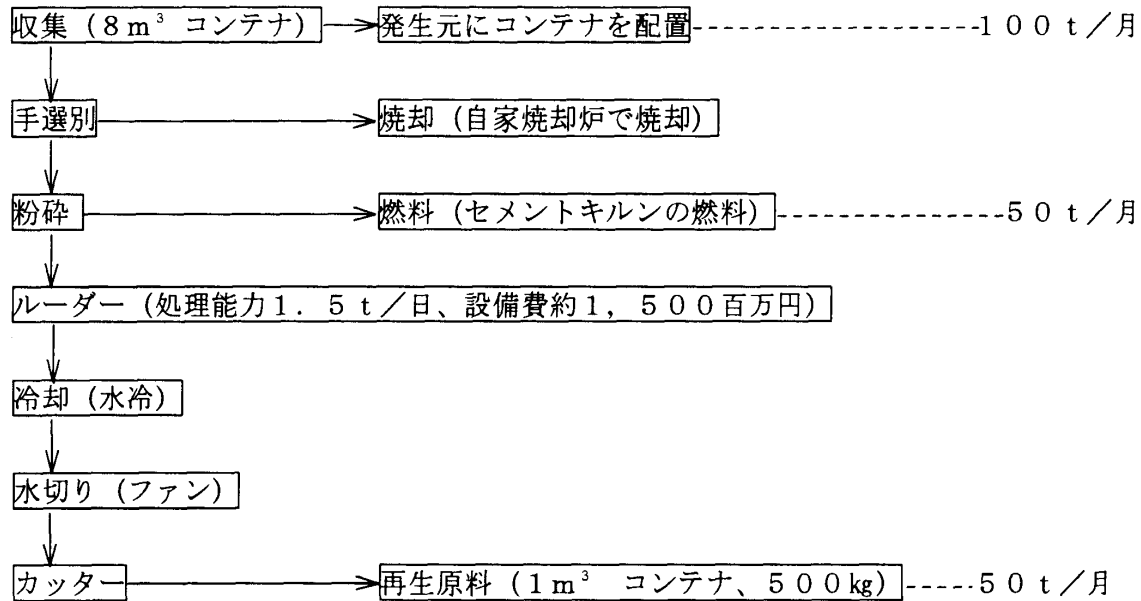 収集（８ｍ³　コンテナ） 発生元にコンテナを配置 １００ｔ／月
手選別 焼却（自家焼却炉で焼却）
粉砕 燃料（セメントキルンの燃料） ５０ｔ／月
ルーダー（処理能力１．５ｔ／日、設備費約１，５００百万円）
冷却（水冷）
水切り（ファン）
カッター 再生原料（１ｍ³　コンテナ、５００㎏） ５０ｔ／月